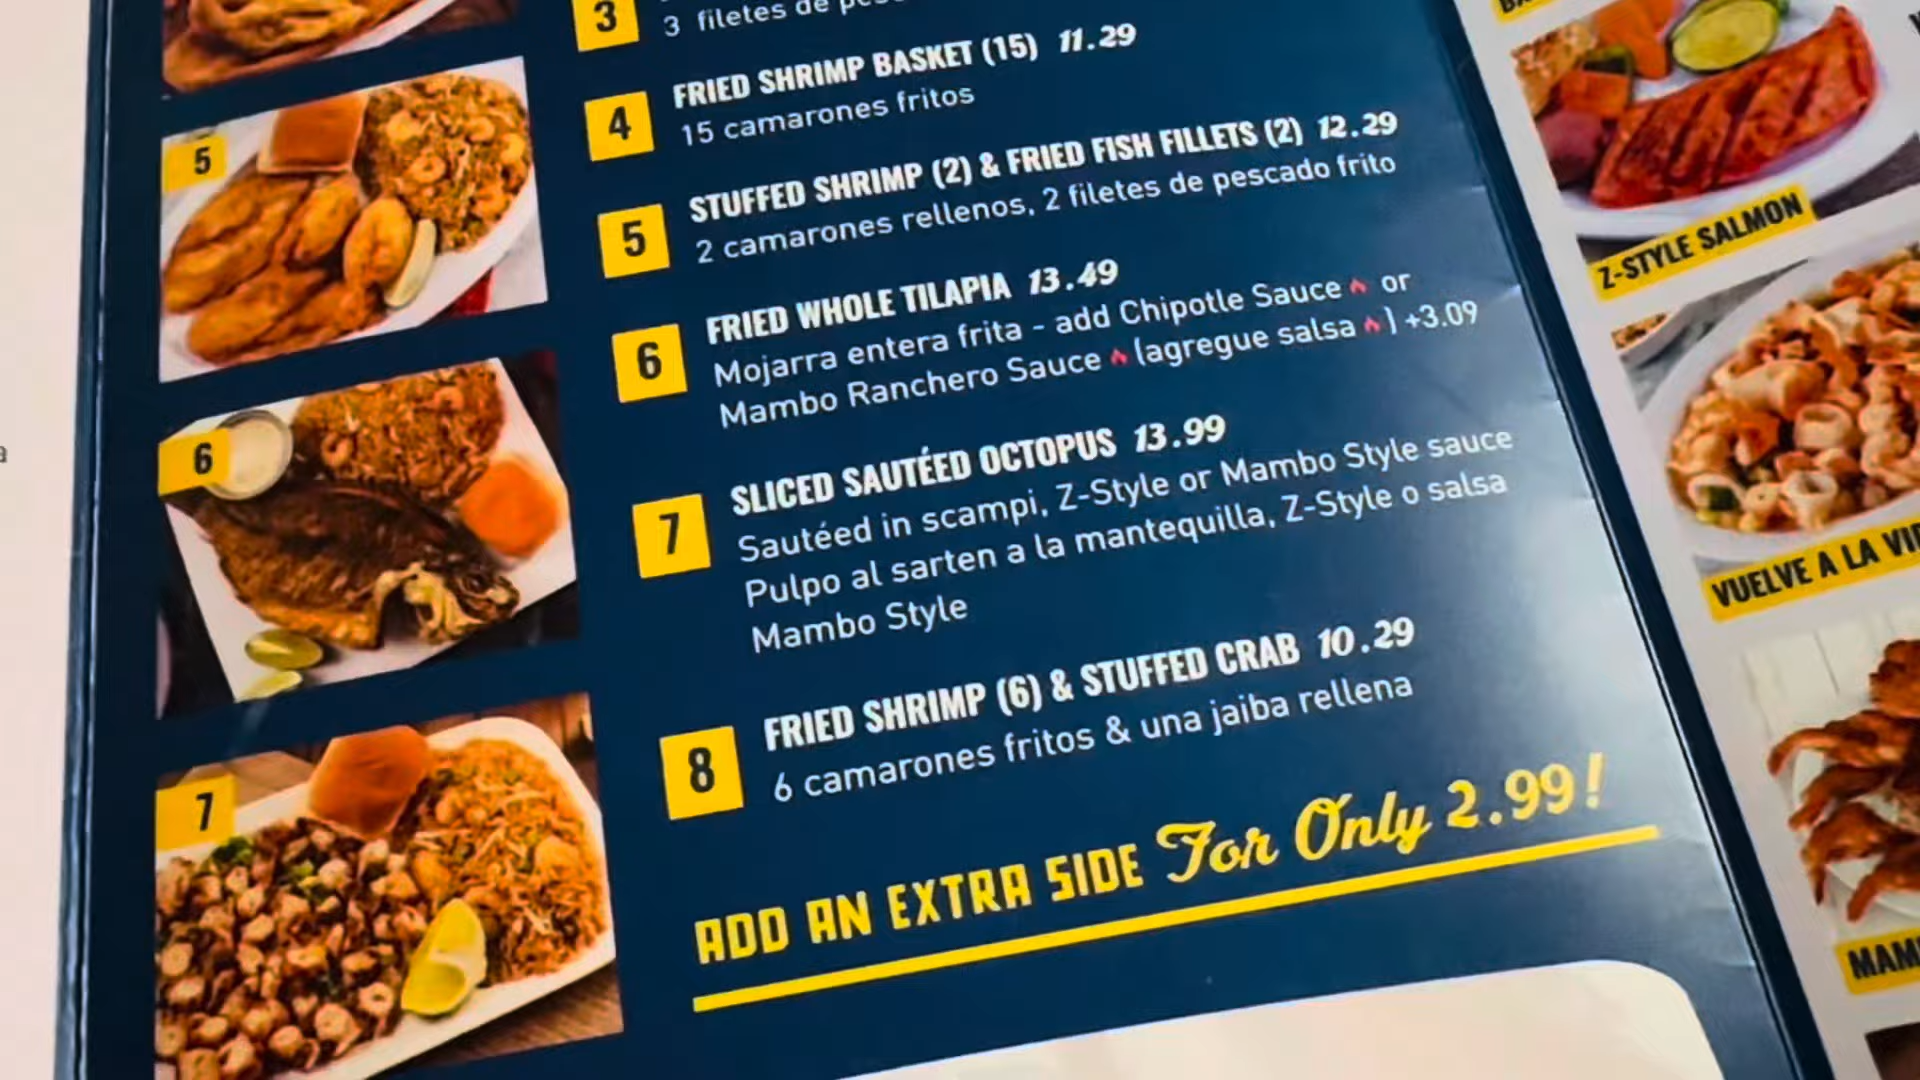 3
3 filetes de
4
FRIED SHRIMP BASKET (15) 11.29
15 camarones fritos
5
STUFFED SHRIMP (2) & FRIED FISH FILLETS (2) 12.29
2 camarones rellenos, 2 filetes de pescado frito
6
FRIED WHOLE TILAPIA 13.49
Mojarra entera frita - add Chipotle Sauce or
Mambo Ranchero Sauce (agregue salsa) +3.09
7
SLICED SAUTÉED OCTOPUS 13.99
Sautéed in scampi, Z-Style or Mambo Style sauce
Pulpo al sarten a la mantequilla, Z-Style o salsa
Mambo Style
8
FRIED SHRIMP (6) & STUFFED CRAB 10.29
6 camarones fritos & una jaiba rellena
ADD AN EXTRA SIDE For Only 2.99!
5
6
7
Z-STYLE SALMON
VUELVE A LA